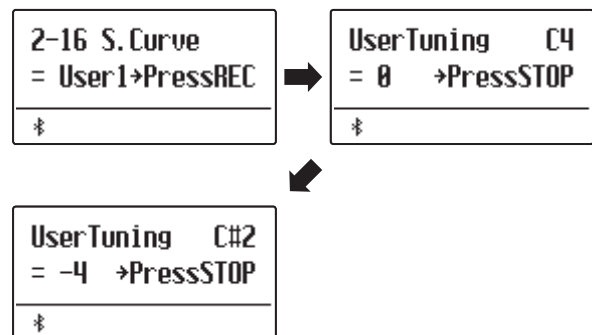 2-16 S.Curve
= User1→PressREC
UserTuning C4
= 0 →PressSTOP
UserTuning C#2
= -4 →PressSTOP